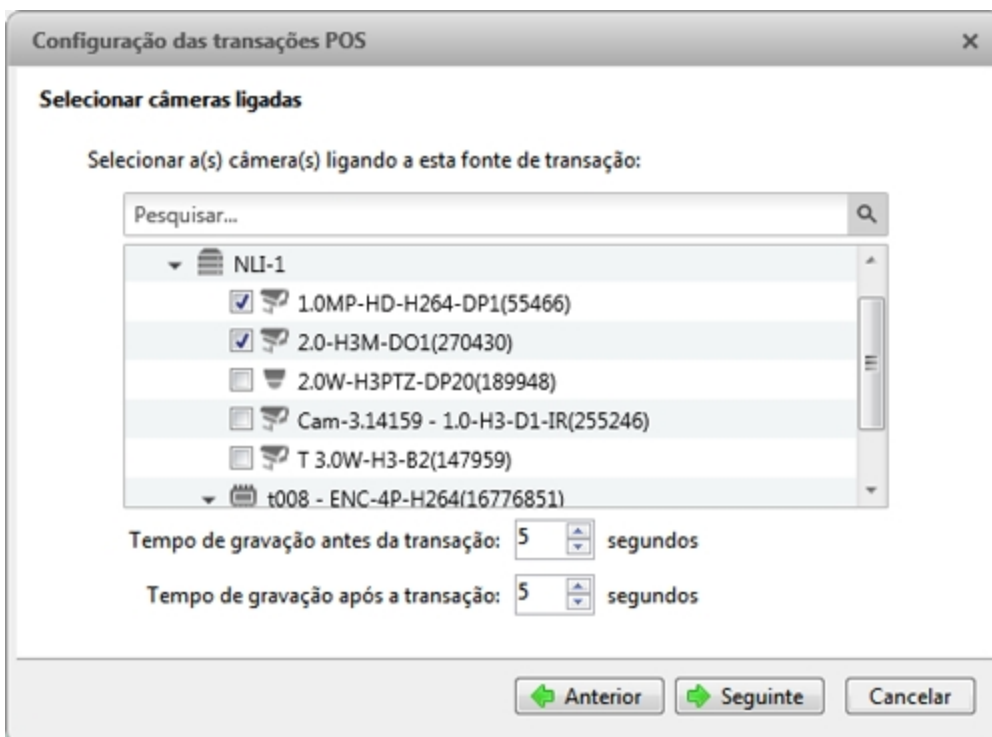 Configuração das transações POS
Selecionar câmeras ligadas
Selecionar a(s) câmera(s) ligando a esta fonte de transação:
Pesquisar...
NLI-1
1.0MP-HD-H264-DP1(55466)
2.0-H3M-DO1(270430)
2.0W-H3PTZ-DP20(189948)
Cam-3.14159 - 1.0-H3-D1-IR(255246)
T 3.0W-H3-B2(147959)
t008 - ENC-4P-H264(16776851)
Tempo de gravação antes da transação: 5 segundos
Tempo de gravação após a transação: 5 segundos
Anterior Seguinte Cancelar